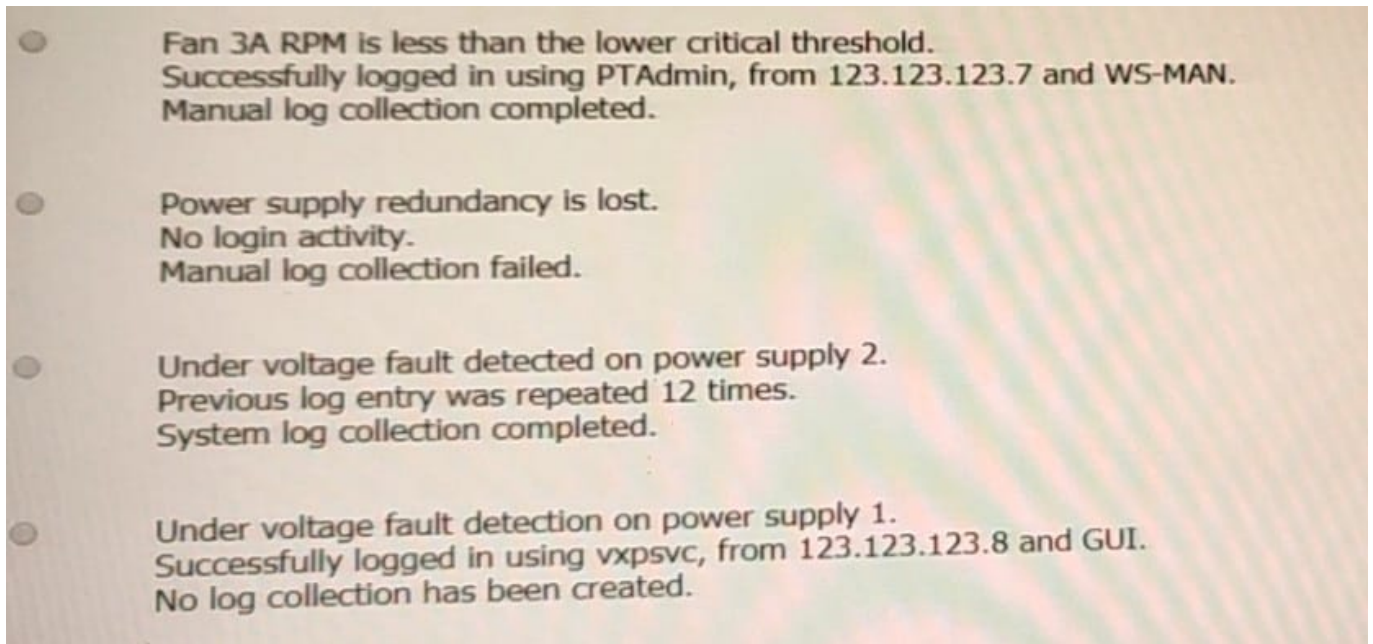 Fan 3A RPM is less than the lower critical threshold.
Successfully logged in using PTAdmin, from 123.123.123.7 and WS-MAN.
Manual log collection completed.
Power supply redundancy is lost.
No login activity.
Manual log collection failed.
Under voltage fault detected on power supply 2.
Previous log entry was repeated 12 times.
System log collection completed.
Under voltage fault detection on power supply 1.
Successfully logged in using vxpsvc, from 123.123.123.8 and GUI.
No log collection has been created.